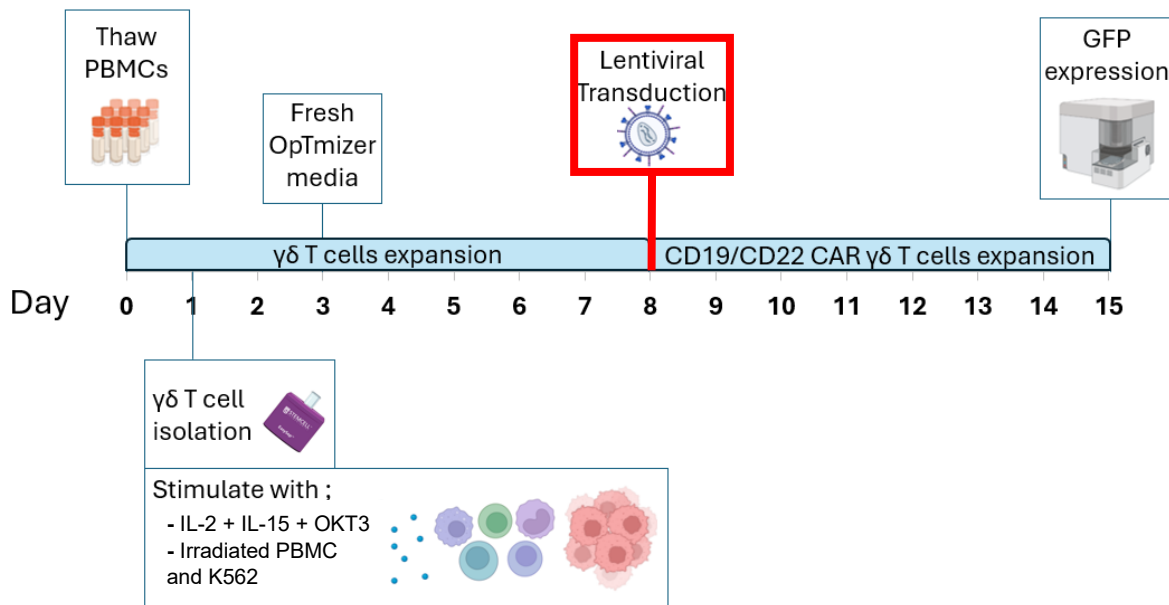 Thaw
PBMCs
Fresh
OpTmizer
media
Lentiviral
Transduction
GFP
expression
γδ T cells expansion
CD19/CD22 CAR γδ T cells expansion
Day 0 1 2 3 4 5 6 7 8 9 10 11 12 13 14 15
γδ T cell
isolation
STEMCELL
Stimulate with ;
- IL-2 + IL-15 + OKT3
- Irradiated PBMC
and K562